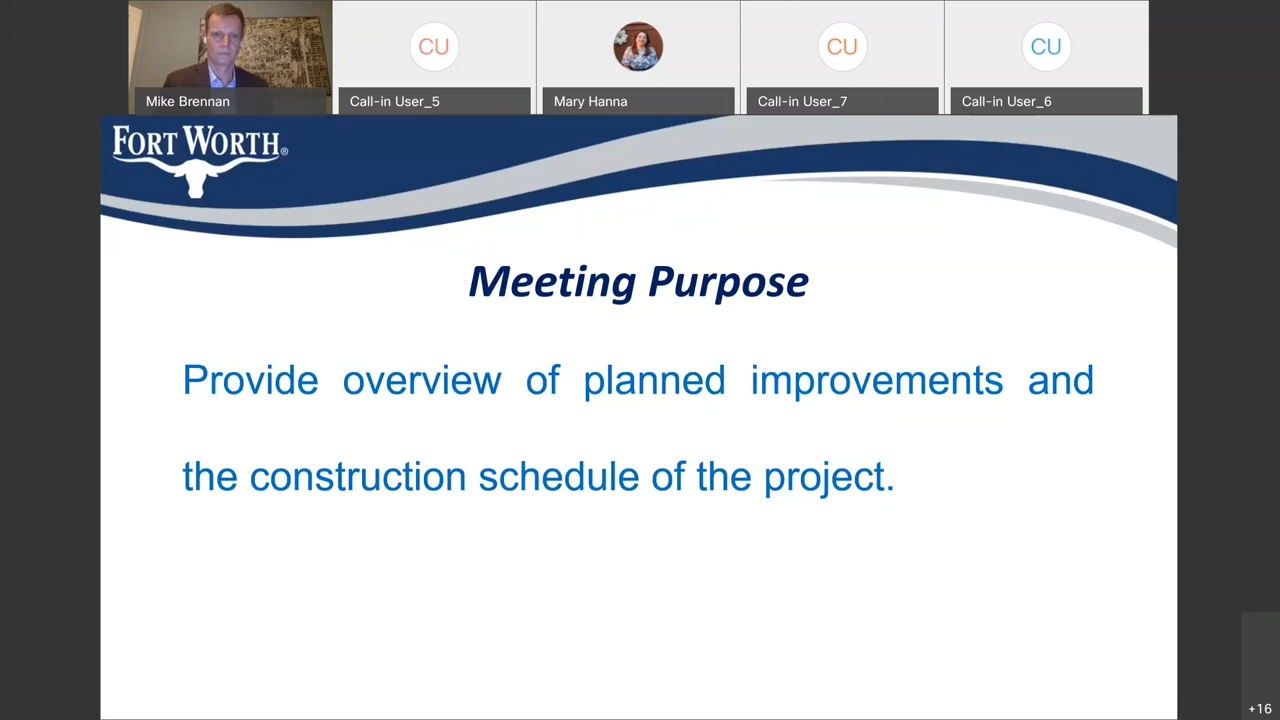 CU
CU
CU
Mike Brennan
Call-in User_5
Mary Hanna
Call-in User_7
Call-in User_6
FORT WORTH®
Meeting Purpose
Provide overview of planned improvements and
the construction schedule of the project.
+16